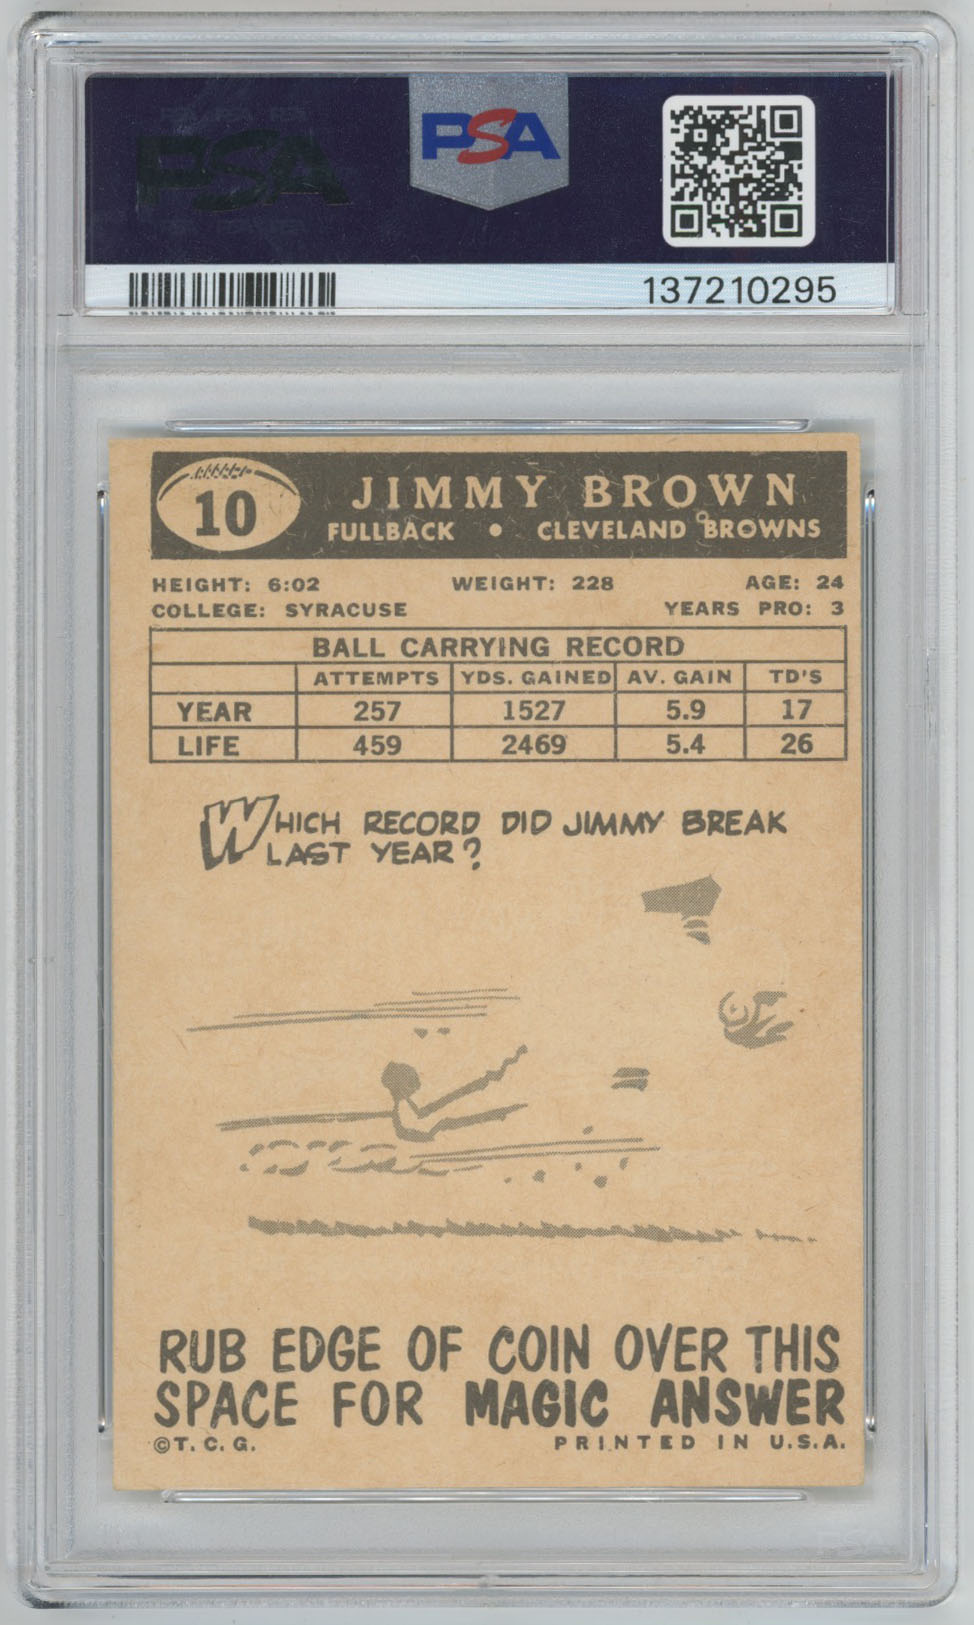 PSA
PSA
137210295
10
JIMMY BROWN
FULLBACK • CLEVELAND BROWNS
HEIGHT: 6:02 WEIGHT: 228 AGE: 24
COLLEGE: SYRACUSE YEARS PRO: 3
BALL CARRYING RECORD
ATTEMPTS YDS. GAINED AV. GAIN TD'S
YEAR 257 1527 5.9 17
LIFE 459 2469 5.4 26
WHICH RECORD DID JIMMY BREAK
LAST YEAR?
RUB EDGE OF COIN OVER THIS
SPACE FOR MAGIC ANSWER
©T. C. G. PRINTED IN U.S.A.